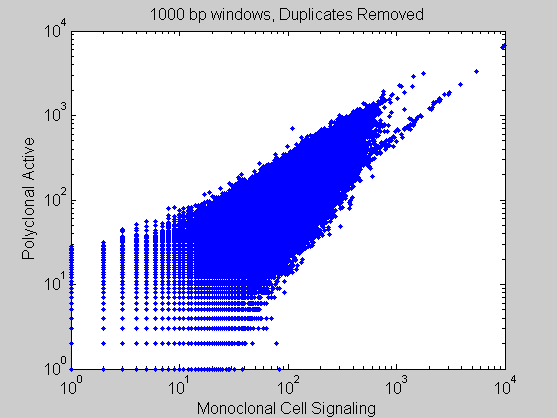 1000 bp windows, Duplicates Removed
10^4
10^3
10^2
10^1
10^0
Polyclonal Active
10^0 10^1 10^2 10^3 10^4
Monoclonal Cell Signaling